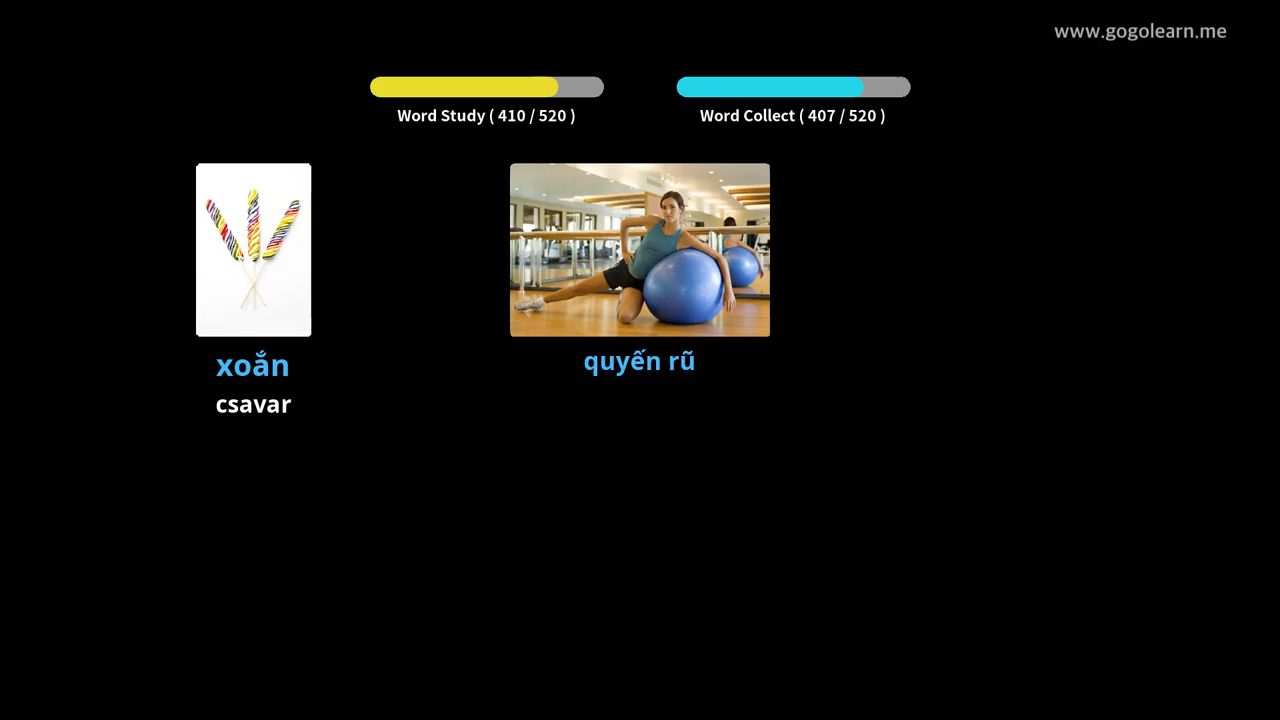 www.gogolearn.me
Word Study ( 410 / 520 )
Word Collect ( 407 / 520 )
xoắn
csavar
quyến rũ